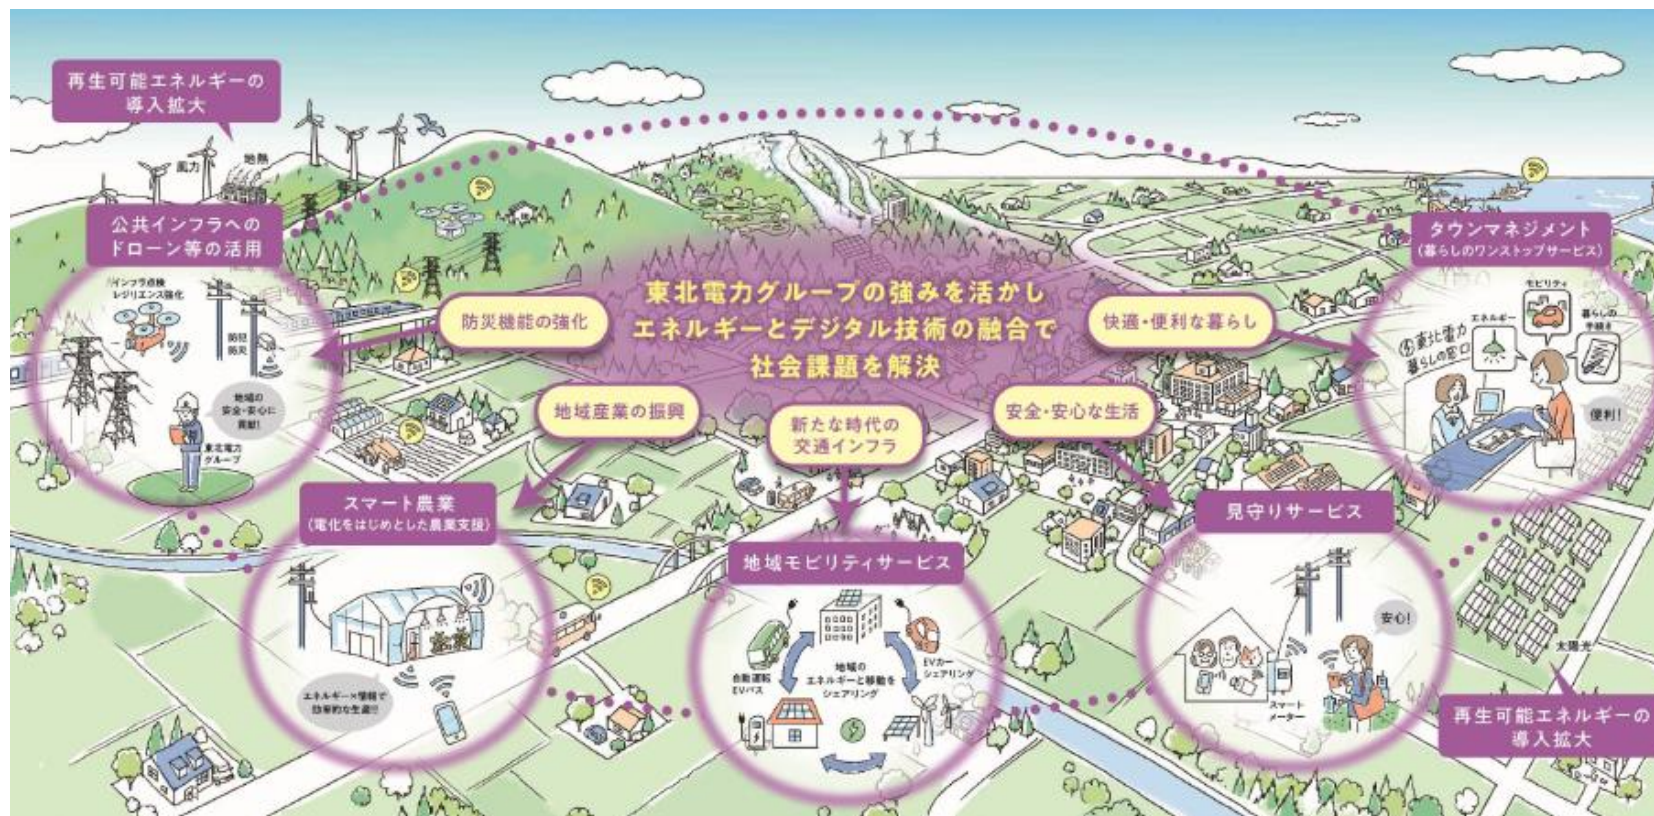 再生可能エネルギーの
導入拡大
風力
地熱
公共インフラへの
ドローン等の活用
インフラ点検
レジリエンス強化
防犯
防災
地域の
安全・安心に
貢献!
東北電力
グループ
防災機能の強化
東北電力グループの強みを活かし
エネルギーとデジタル技術の融合で
社会課題を解決
快適・便利な暮らし
タウンマネジメント
(暮らしのワンストップサービス)
モビリティ
エネルギー
暮らしの
手続き
東北電力
暮らしの窓口
便利!
地域産業の振興
新たな時代の
交通インフラ
安全・安心な生活
スマート農業
(電化をはじめとした農業支援)
エネルギー×情報で
効率的な生産!!
地域モビリティサービス
自動運転
EVバス
地域の
エネルギーと移動を
シェアリング
EVカー
シェアリング
見守りサービス
安心!
スマート
メーター
太陽光
再生可能エネルギーの
導入拡大